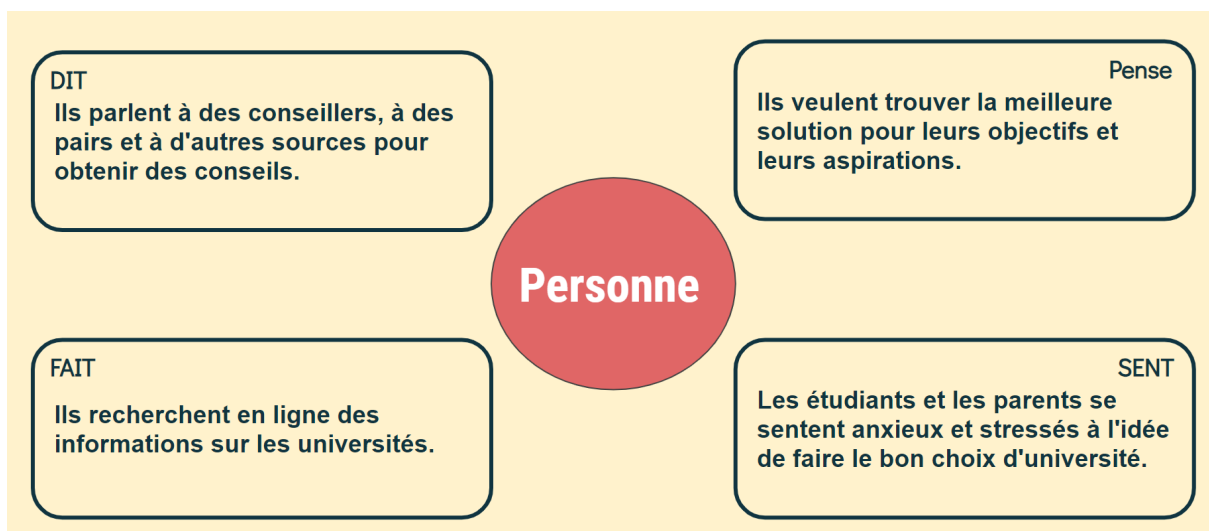 DIT
Ils parlent à des conseillers, à des
pairs et à d'autres sources pour
obtenir des conseils.
Pense
Ils veulent trouver la meilleure
solution pour leurs objectifs et
leurs aspirations.
Personne
FAIT
Ils recherchent en ligne des
informations sur les universités.
SENT
Les étudiants et les parents se
sentent anxieux et stressés à l'idée
de faire le bon choix d'université.